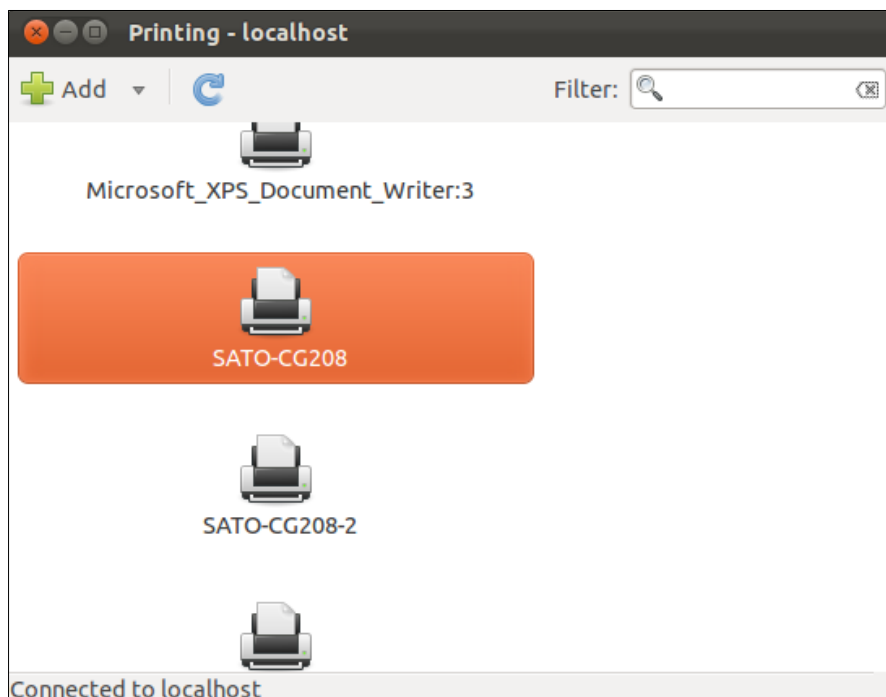 Printing - localhost
Add
Filter:
Microsoft_XPS_Document_Writer:3
SATO-CG208
SATO-CG208-2
Connected to localhost